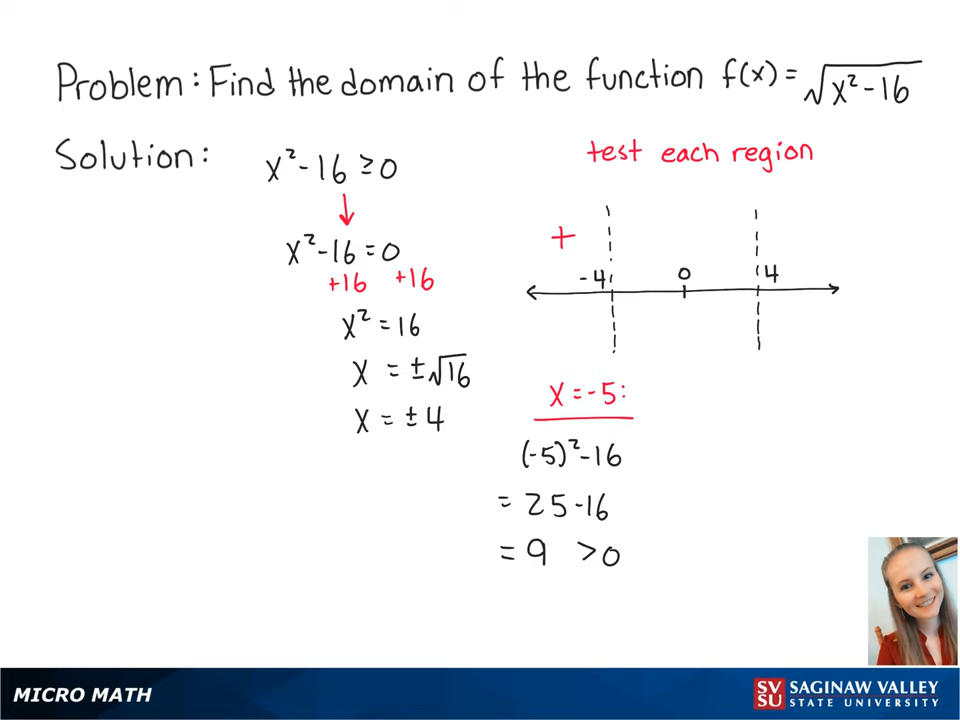 Problem: Find the domain of the function f(x) = √(x² - 16)
Solution:
x² - 16 ≥ 0
↓
x² - 16 = 0
+16 +16
x² = 16
x = ±√16
x = ±4
test each region
+
-4 0 4
x = -5:
(-5)² - 16
= 25 - 16
= 9 > 0
MICRO MATH
SV
SU
SAGINAW VALLEY
STATE UNIVERSITY